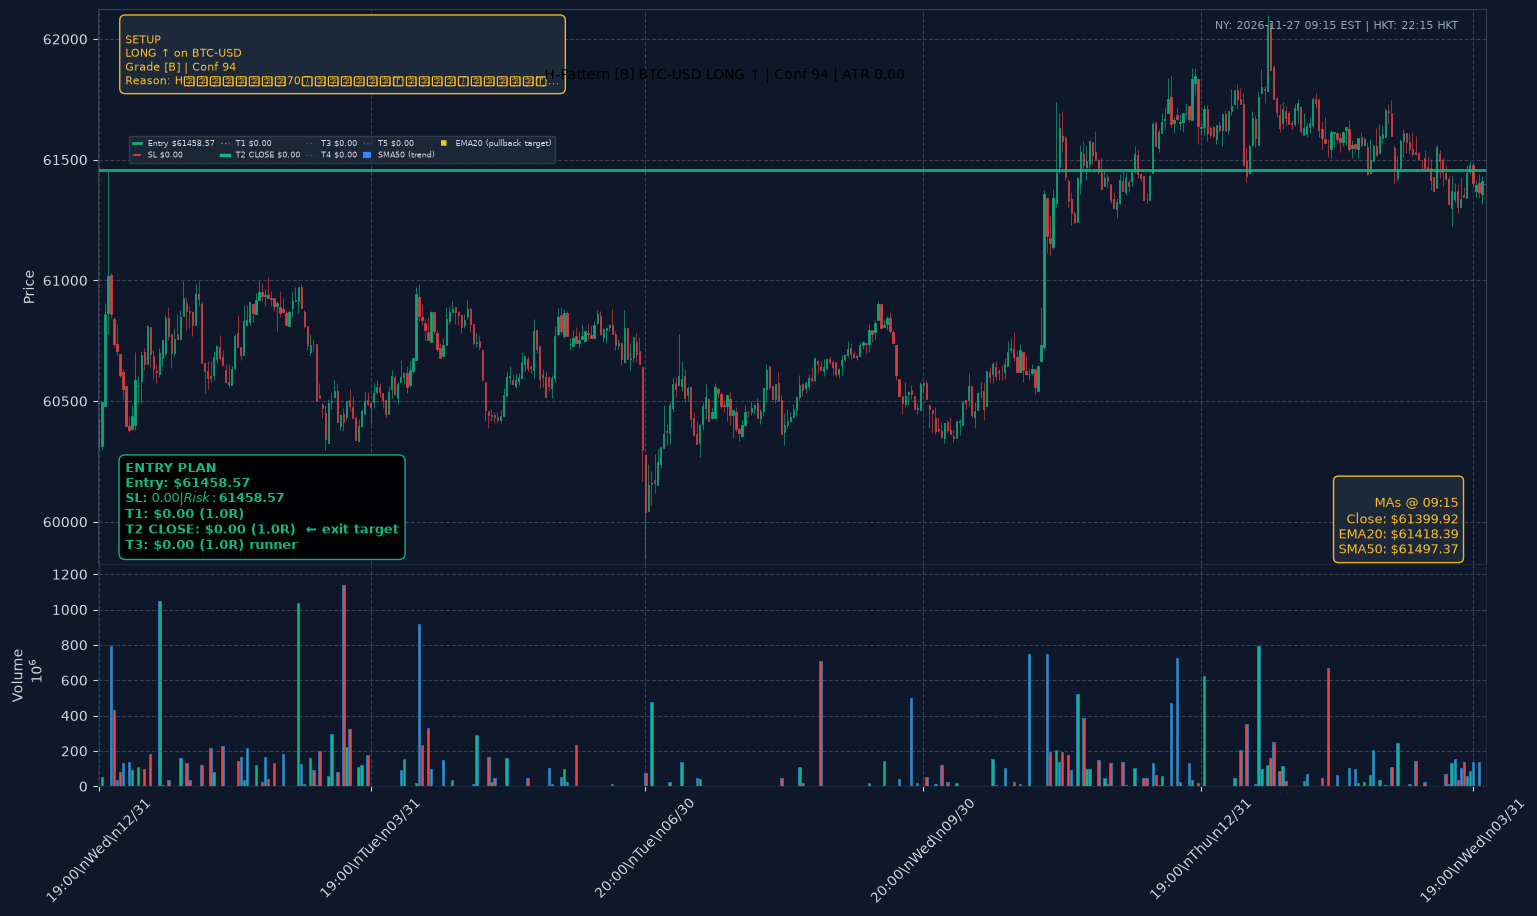 NY: 2026-11-27 09:15 EST | HKT: 22:15 HKT
SETUP
LONG ↑ on BTC-USD
Grade [B] | Conf 94
Reason: H 70 ...
H-Pattern [B] BTC-USD LONG ↑ | Conf 94 | ATR 0.00
Entry $61458.57 T1 $0.00 T3 $0.00 T5 $0.00 EMA20 (pullback target)
SL $0.00 T2 CLOSE $0.00 T4 $0.00 SMA50 (trend)
62000
61500
61000
60500
60000
Price
ENTRY PLAN
Entry: $61458.57
SL: 0.00|Risk:61458.57
T1: $0.00 (1.0R)
T2 CLOSE: $0.00 (1.0R) ← exit target
T3: $0.00 (1.0R) runner
MAs @ 09:15
Close: $61399.92
EMA20: $61418.39
SMA50: $61497.37
1200
1000
800
600
400
200
0
Volume
10⁶
19:00\nWed\n12/31
19:00\nTue\n03/31
20:00\nTue\n06/30
20:00\nWed\n09/30
19:00\nThu\n12/31
19:00\nWed\n03/31